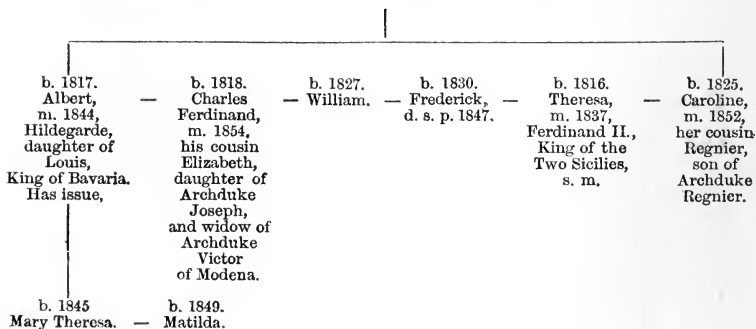 b. 1817.
Albert,
m. 1844,
Hildegarde,
daughter of
Louis,
King of Bavaria.
Has issue,
— b. 1818.
Charles
Ferdinand,
m. 1854,
his cousin
Elizabeth,
daughter of
Archduke
Joseph,
and widow of
Archduke
Victor
of Modena.
— b. 1827.
William.
— b. 1830.
Frederick,
d. s. p. 1847.
— b. 1816.
Theresa,
m. 1837,
Ferdinand II.,
King of the
Two Sicilies,
s. m.
— b. 1825.
Caroline,
m. 1852,
her cousin
Regnier,
son of
Archduke
Regnier.
b. 1845
Mary Theresa.
— b. 1849.
Matilda.